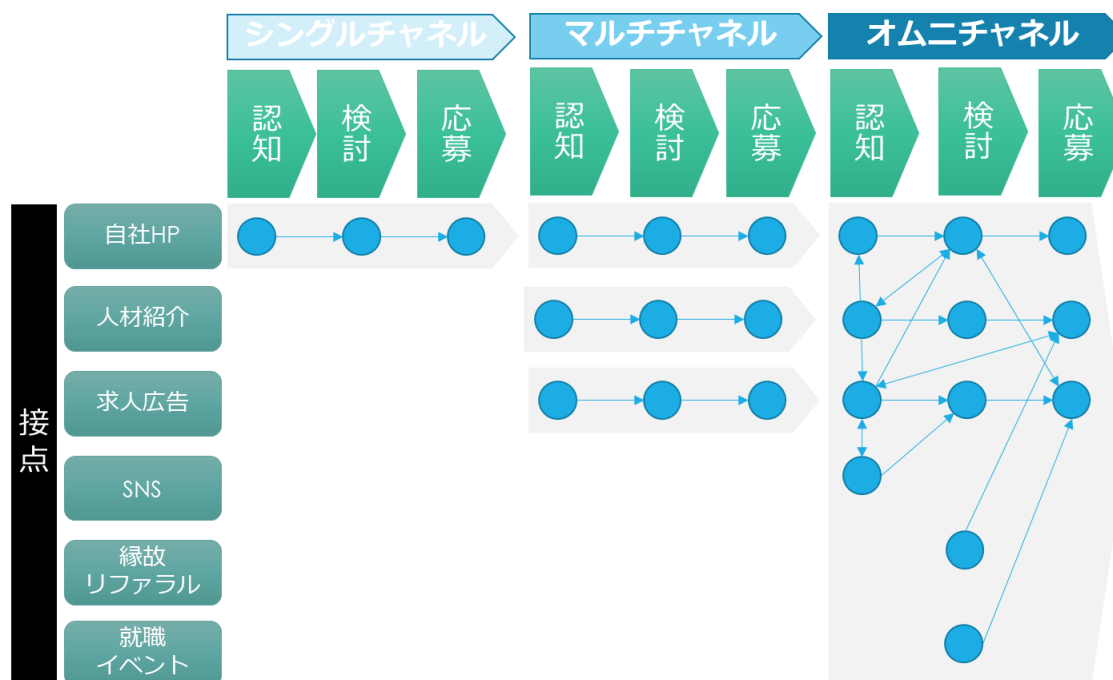 シングルチャネル
マルチチャネル
オムニチャネル
認知
検討
応募
認知
検討
応募
認知
検討
応募
接点
自社HP
人材紹介
求人広告
SNS
縁故
リファラル
就職
イベント